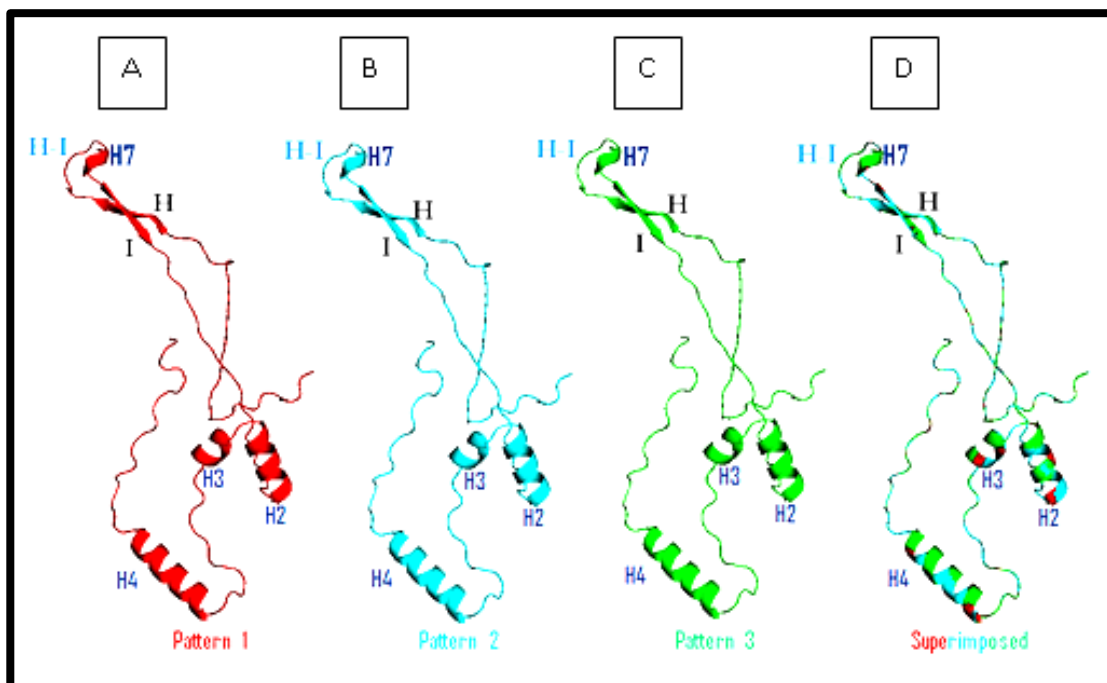 A
B
C
D
H-I
H7
H
I
H3
H2
H4
Pattern 1
H-I
H7
H
I
H3
H2
H4
Pattern 2
H-I
H7
H
I
H3
H2
H4
Pattern 3
H-I
H7
H
I
H3
H2
H4
Superimposed